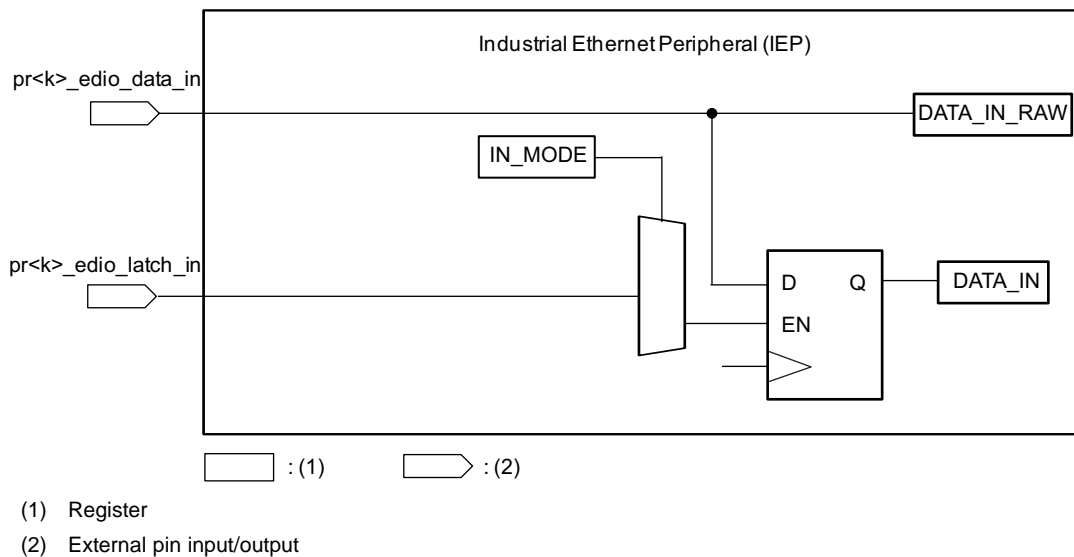 Industrial Ethernet Peripheral (IEP)
pr<k>_edio_data_in
DATA_IN_RAW
IN_MODE
pr<k>_edio_latch_in
D Q
DATA_IN
EN
: (1) : (2)
(1) Register
(2) External pin input/output